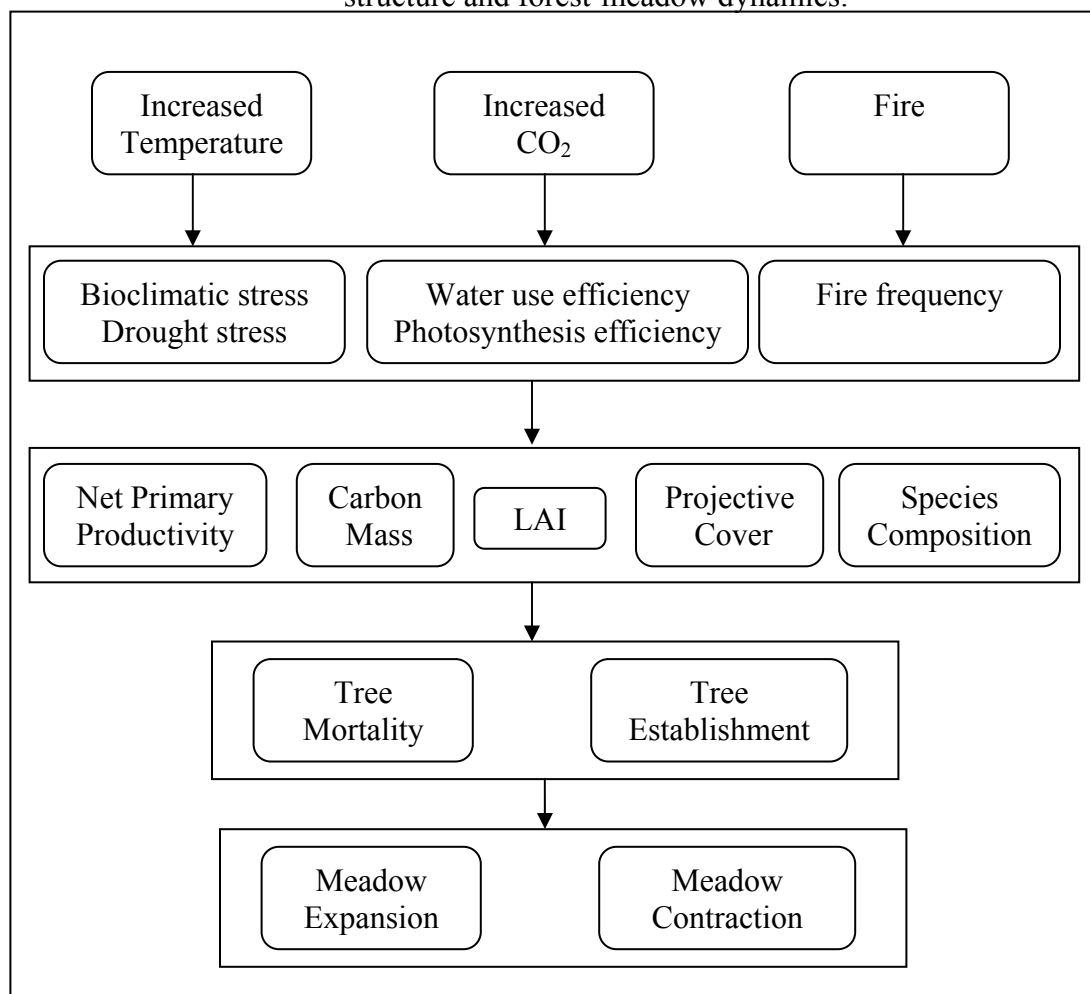 structure and forest-meadow dynamics.
Increased
Temperature
Increased
CO₂
Fire
Bioclimatic stress
Drought stress
Water use efficiency
Photosynthesis efficiency
Fire frequency
Net Primary
Productivity
Carbon
Mass
LAI
Projective
Cover
Species
Composition
Tree
Mortality
Tree
Establishment
Meadow
Expansion
Meadow
Contraction